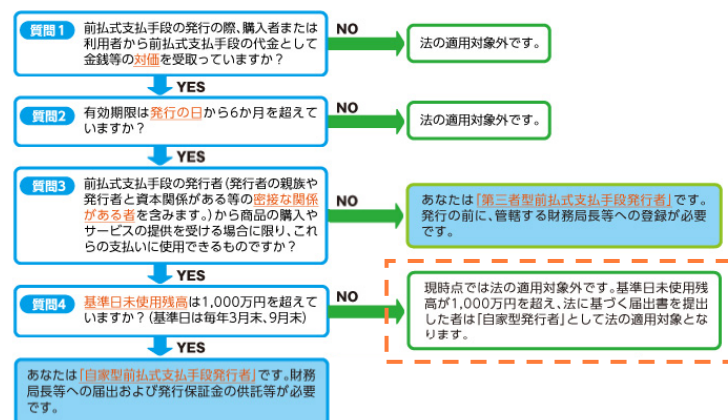 質問1
前払式支払手段の発行の際、購入者または
利用者から前払式支払手段の代金として
金銭等の対価を受取っていますか？
NO
法の適用対象外です。
YES
質問2
有効期限は発行の日から6か月を超えて
いますか？
NO
法の適用対象外です。
YES
質問3
前払式支払手段の発行者（発行者の親族や
発行者と資本関係がある等の密接な関係
がある者を含みます。）から商品の購入や
サービスの提供を受ける場合に限り、これ
らの支払いに使用できるものですか？
NO
あなたは「第三者型前払式支払手段発行者」です。
発行の前に、管轄する財務局長等への登録が必要
です。
YES
質問4
基準日未使用残高は1,000万円を超えて
いますか？（基準日は毎年3月末、9月末）
NO
現時点では法の適用対象外です。基準日未使用残
高が1,000万円を超え、法に基づく届出書を提出
した者は「自家型発行者」として法の適用対象とな
ります。
YES
あなたは「自家型前払式支払手段発行者」です。財務
局長等への届出および発行保証金の供託等が必要
です。